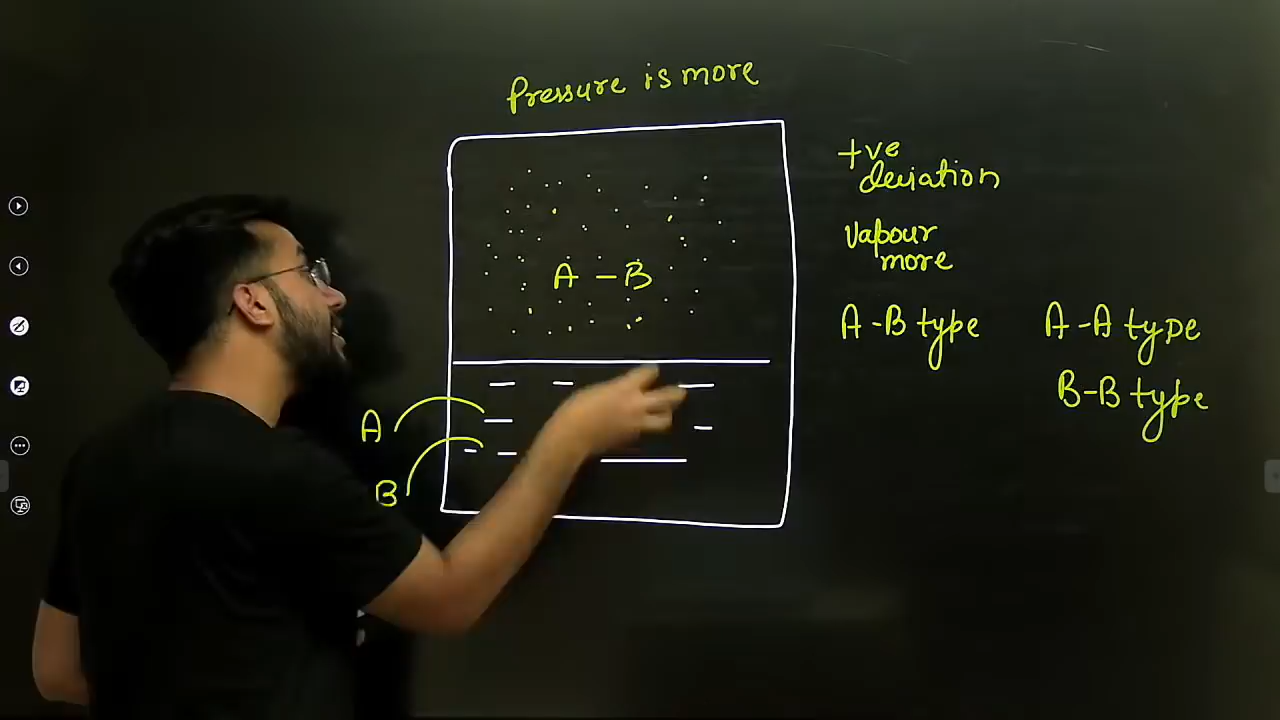 Pressure is more
+ve
deviation
vapour
more
A - B
A - B type
A - A type
B - B type
A
B